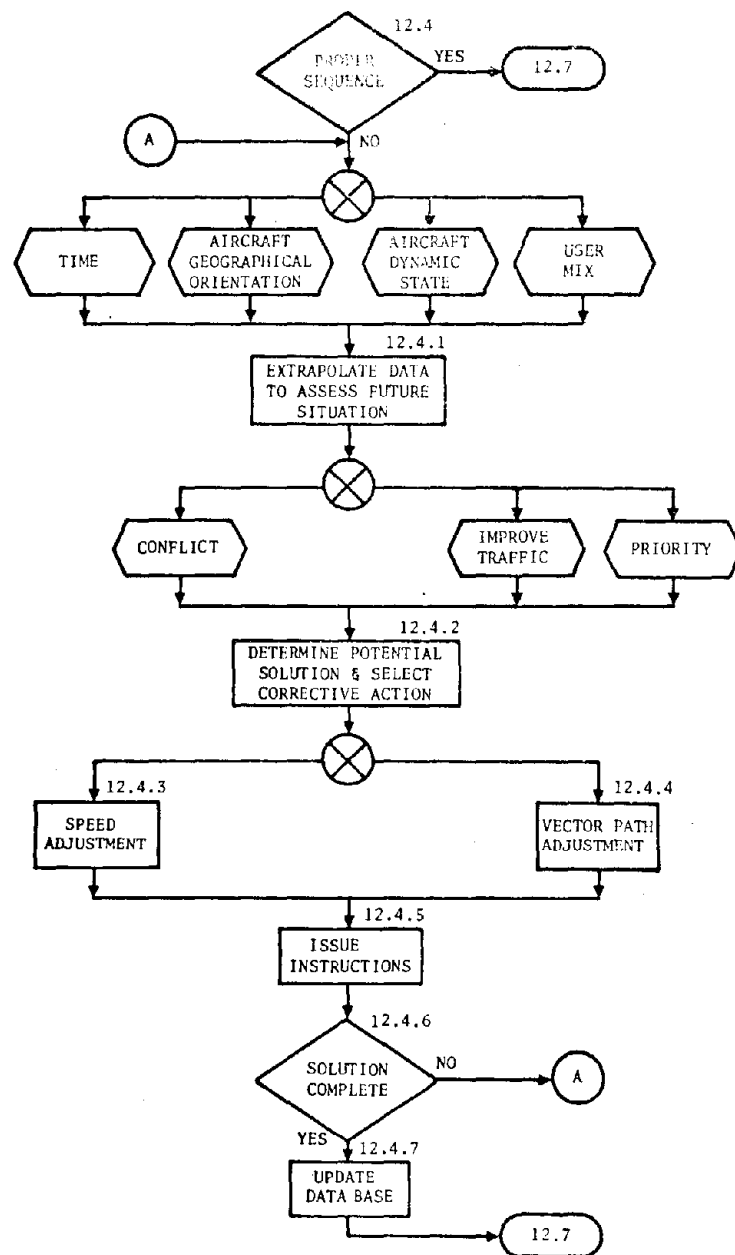 12.4
PROPER
SEQUENCE
YES
12.7
A
NO
TIME
AIRCRAFT
GEOGRAPHICAL
ORIENTATION
AIRCRAFT
DYNAMIC
STATE
USER
MIX
12.4.1
EXTRAPOLATE DATA
TO ASSESS FUTURE
SITUATION
CONFLICT
IMPROVE
TRAFFIC
PRIORITY
12.4.2
DETERMINE POTENTIAL
SOLUTION & SELECT
CORRECTIVE ACTION
12.4.3
SPEED
ADJUSTMENT
12.4.4
VECTOR PATH
ADJUSTMENT
12.4.5
ISSUE
INSTRUCTIONS
12.4.6
SOLUTION
COMPLETE
NO
A
YES
12.4.7
UPDATE
DATA BASE
12.7